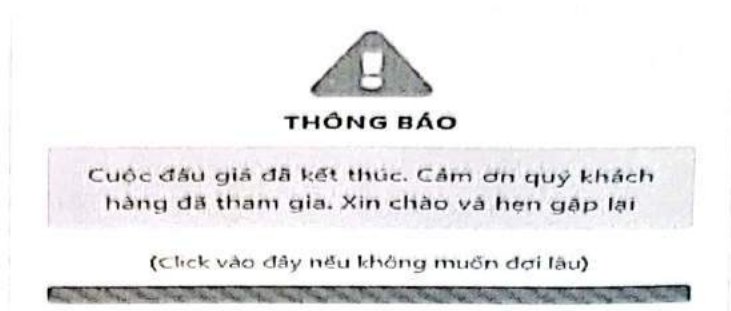 THÔNG BÁO
Cuộc đấu giá đã kết thúc. Cảm ơn quý khách
hàng đã tham gia. Xin chào và hẹn gặp lại
(Click vào đây nếu không muốn đợi lâu)